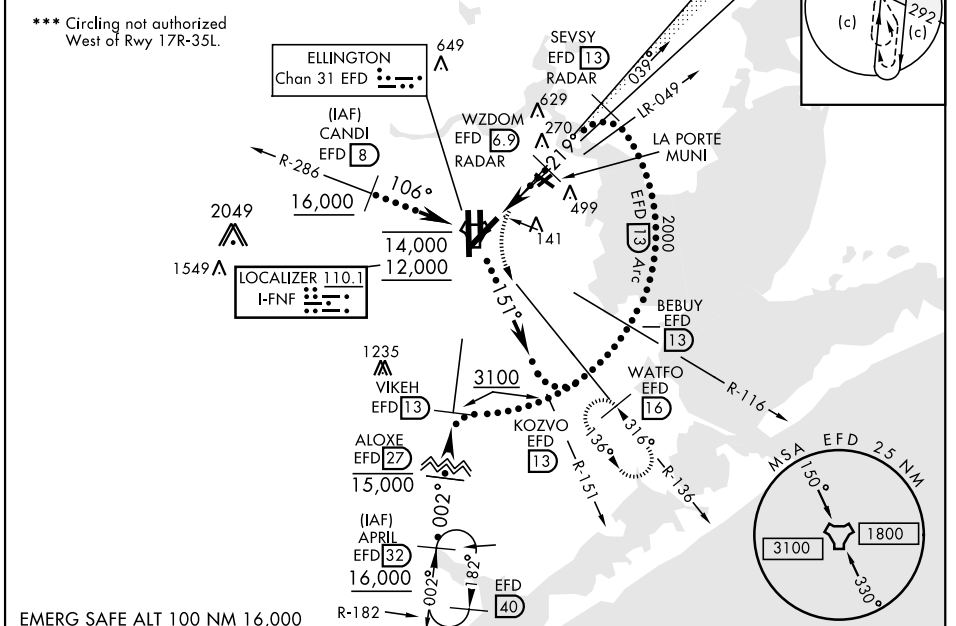 *** Circling not authorized
West of Rwy 17R-35L.
ELLINGTON
Chan 31 EFD
649
SEVSY
EFD 13
RADAR
039°
LR-049
292
(c)
(c)
(IAF)
CANDI
EFD 8
WZDOM
EFD 6.9
RADAR
629
270
219°
LA PORTE
MUNI
R-286
106°
16,000
499
141
2049
1549
14,000
12,000
LOCALIZER 110.1
I-FNF
EFD 13 Arc
2000
151°
BEBUY
EFD
13
R-116
1235
VIKEH
EFD 13
3100
WATFO
EFD
16
KOZVO
EFD
13
136°
316°
R-151
R-136
ALOXE
EFD 27
15,000
002°
(IAF)
APRIL
EFD 32
16,000
002°
182°
EFD
40
R-182
MSA EFD 25 NM
150°
3100
1800
330°
EMERG SAFE ALT 100 NM 16,000